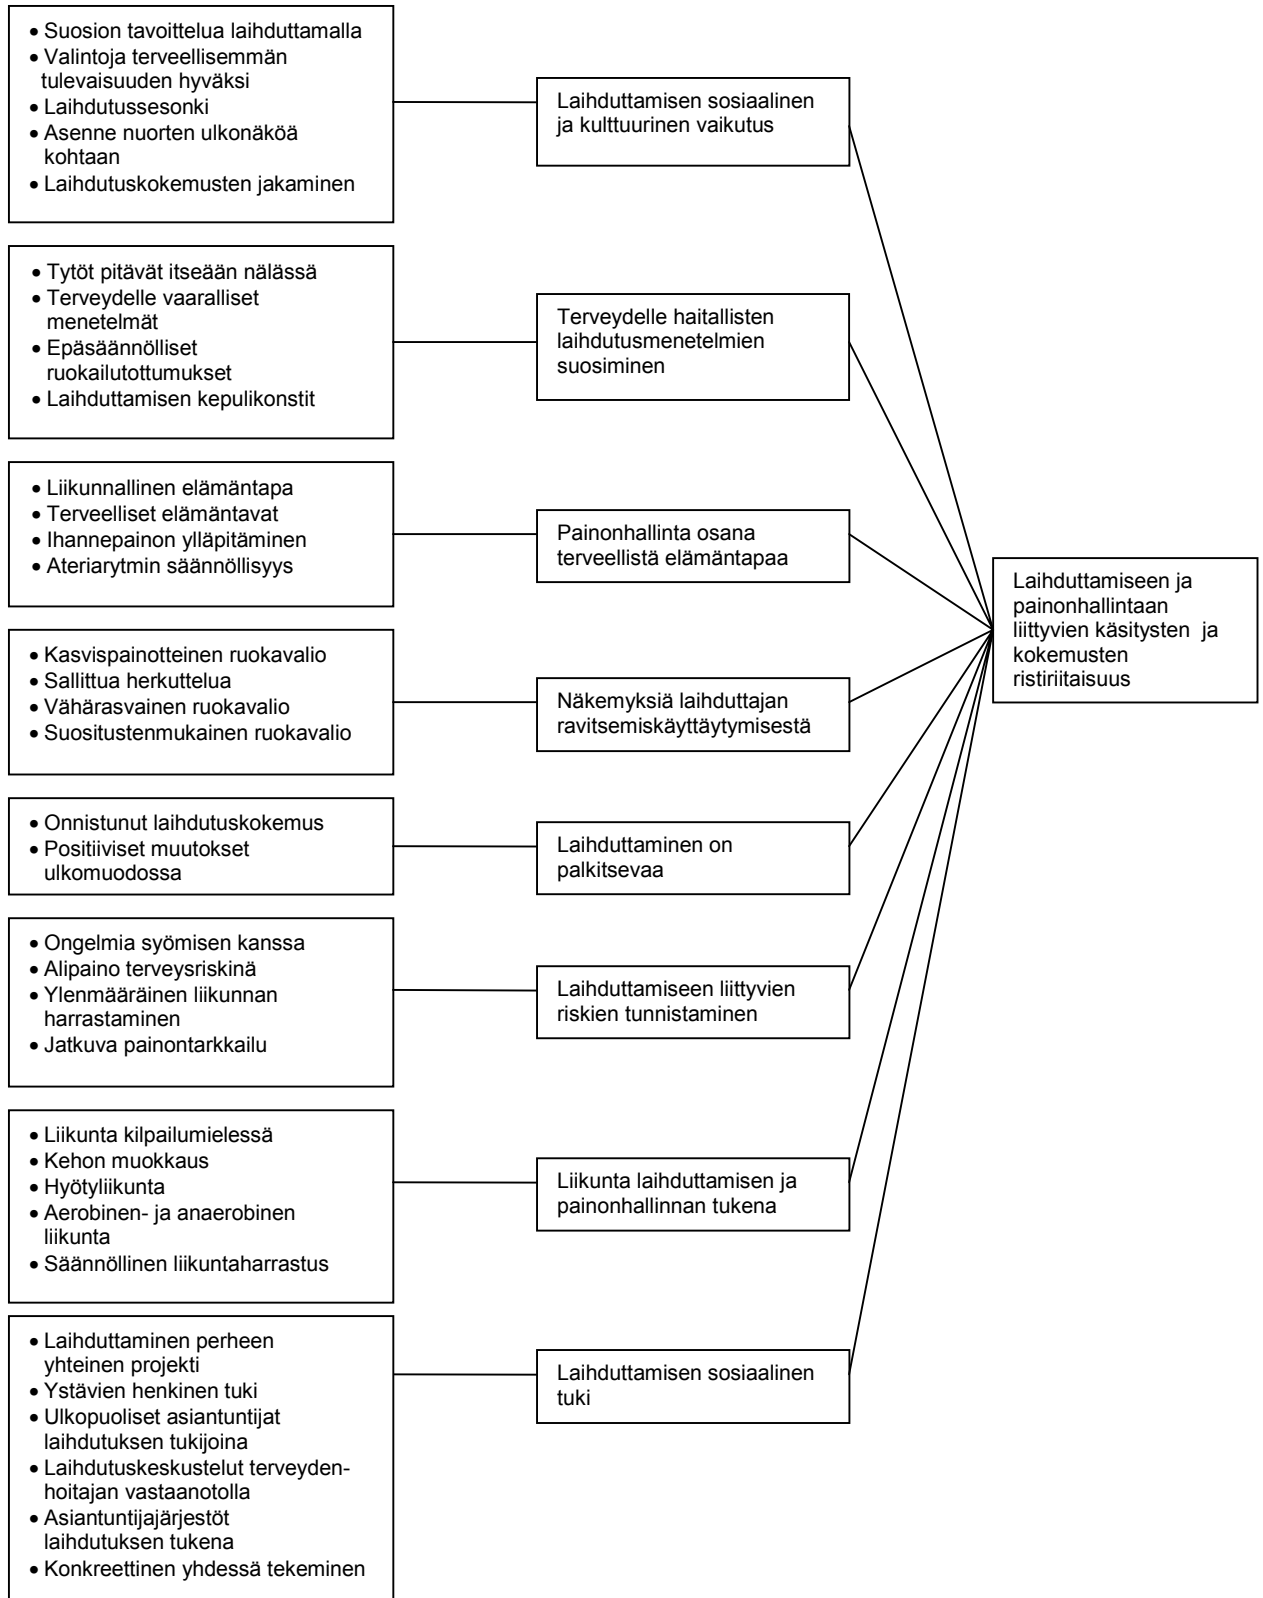 • Suosion tavoittelua laihduttamalla
• Valintoja terveellisemmän
tulevaisuuden hyväksi
• Laihdutussesonki
• Asenne nuorten ulkonäköä
kohtaan
• Laihdutuskokemusten jakaminen
Laihduttamisen sosiaalinen
ja kulttuurinen vaikutus
• Tytöt pitävät itseään nälässä
• Terveydelle vaaralliset
menetelmät
• Epäsäännölliset
ruokailutottumukset
• Laihduttamisen kepulikonstit
Terveydelle haitallisten
laihdutusmenetelmien
suosiminen
• Liikunnallinen elämäntapa
• Terveelliset elämäntavat
• Ihannepainon ylläpitäminen
• Ateriarytmin säännöllisyys
Painonhallinta osana
terveellistä elämäntapaa
• Kasvispainotteinen ruokavalio
• Sallittua herkuttelua
• Vähärasvainen ruokavalio
• Suositustenmukainen ruokavalio
Näkemyksiä laihduttajan
ravitsemiskäyttäytymisestä
• Onnistunut laihdutuskokemus
• Positiiviset muutokset
ulkomuodossa
Laihduttaminen on
palkitsevaa
• Ongelmia syömisen kanssa
• Alipaino terveysriskinä
• Ylenmääräinen liikunnan
harrastaminen
• Jatkuva painontarkkailu
Laihduttamiseen liittyvien
riskien tunnistaminen
• Liikunta kilpailumielessä
• Kehon muokkaus
• Hyötyliikunta
• Aerobinen- ja anaerobinen
liikunta
• Säännöllinen liikuntaharrastus
Liikunta laihduttamisen ja
painonhallinnan tukena
• Laihduttaminen perheen
yhteinen projekti
• Ystävien henkinen tuki
• Ulkopuoliset asiantuntijat
laihdutuksen tukijoina
• Laihdutuskeskustelut terveyden-
hoitajan vastaanotolla
• Asiantuntijajärjestöt
laihdutuksen tukena
• Konkreettinen yhdessä tekeminen
Laihduttamisen sosiaalinen
tuki
Laihduttamiseen ja
painonhallintaan
liittyvien käsitysten ja
kokemusten
ristiriitaisuus